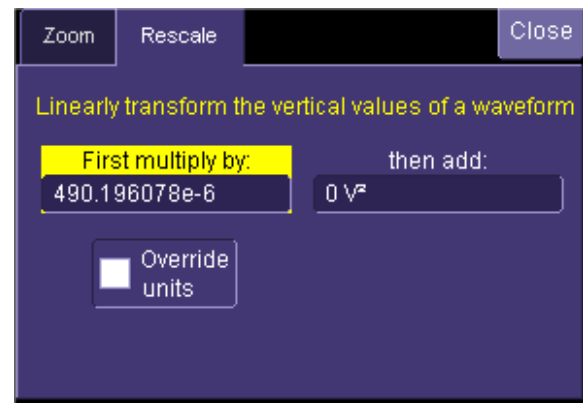 Zoom
Rescale
Close
Linearly transform the vertical values of a waveform
First multiply by:
then add:
490.196078e-6
0 V²
Override
units